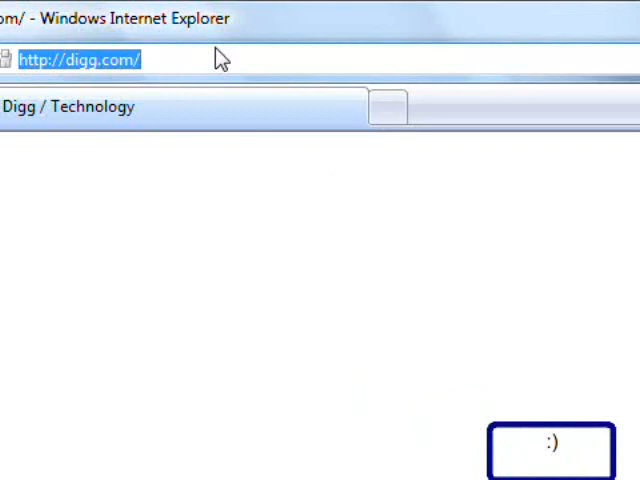 om/ - Windows Internet Explorer
http://digg.com/
Digg / Technology
:)